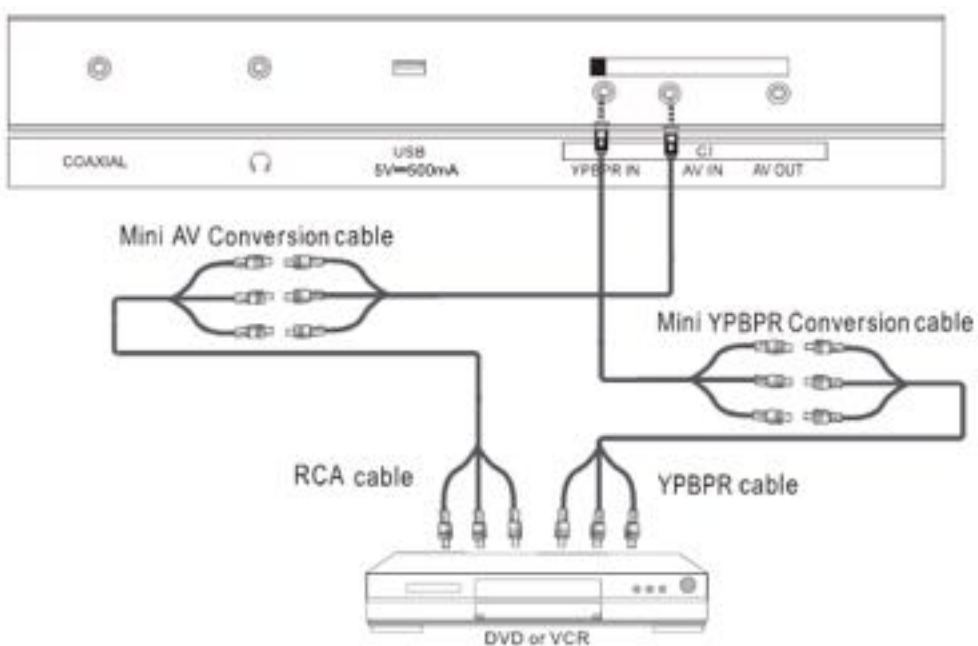 COAXIAL
USB
5V⎓500mA
CI
YPBPR IN
AV IN
AV OUT
Mini AV Conversion cable
Mini YPBPR Conversion cable
RCA cable
YPBPR cable
DVD or VCR